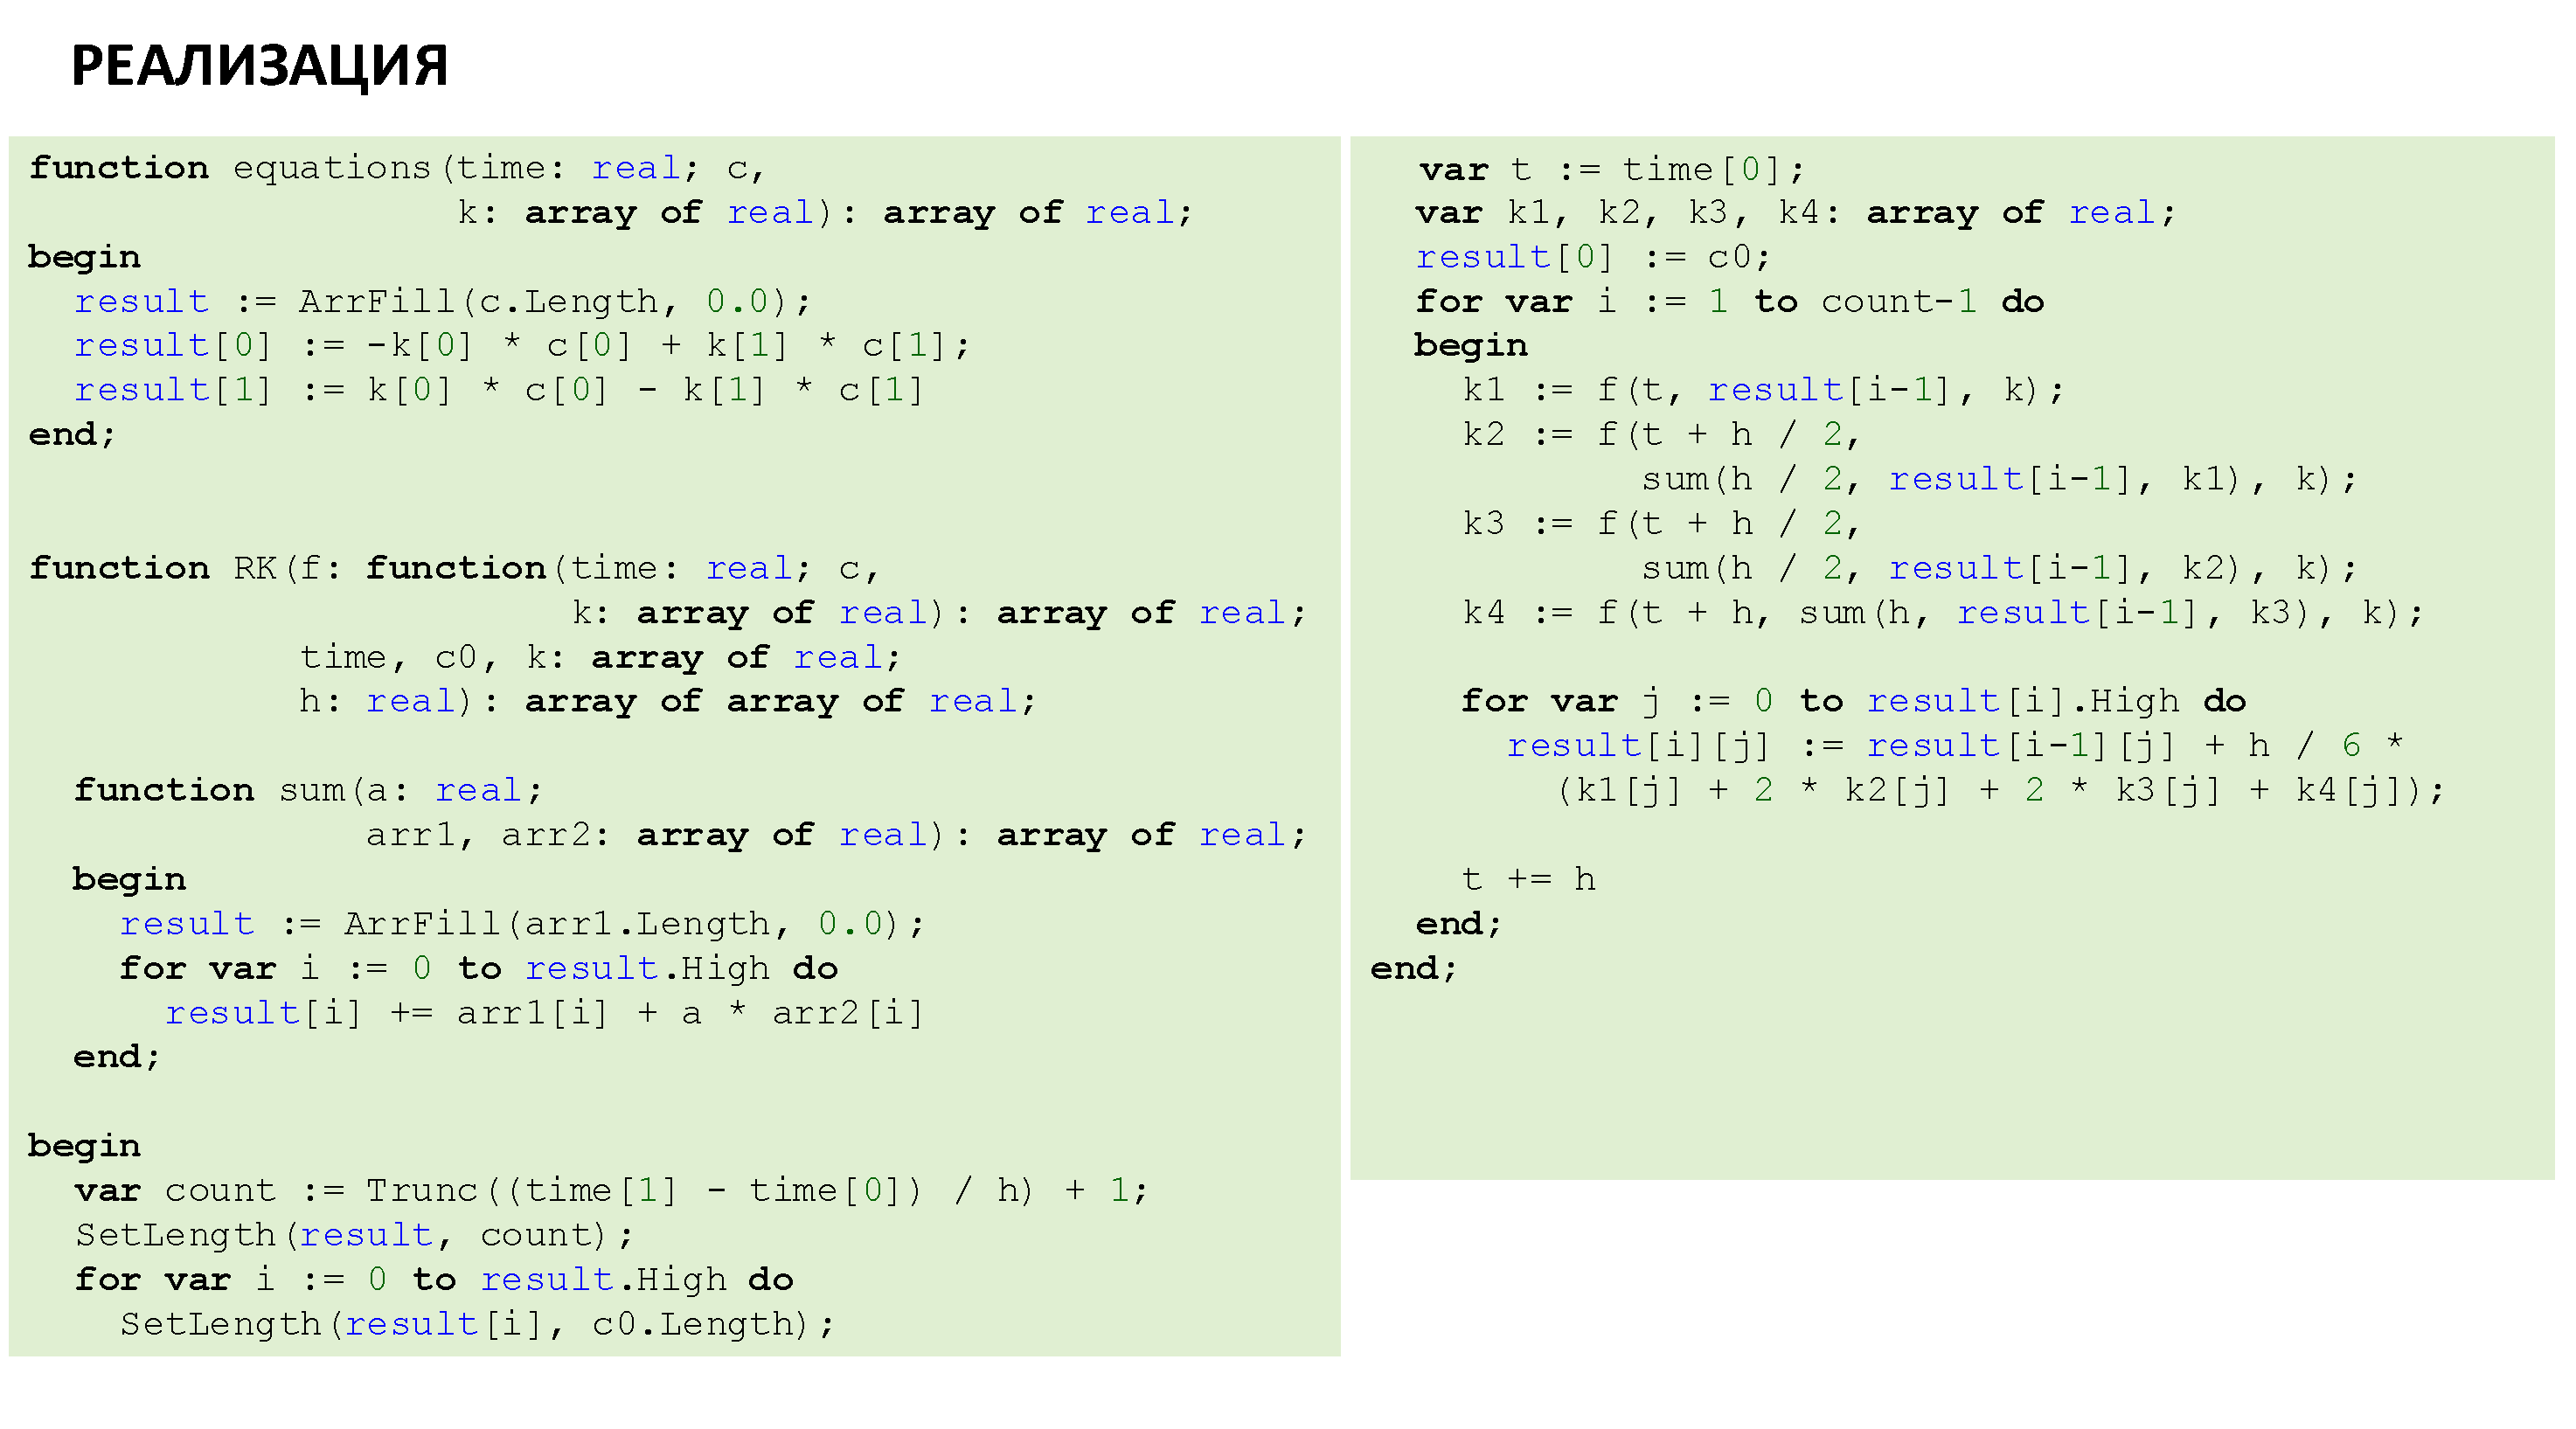 РЕАЛИЗАЦИЯ
function equations(time: real; c,
                   k: array of real): array of real;
begin
  result := ArrFill(c.Length, 0.0);
  result[0] := -k[0] * c[0] + k[1] * c[1];
  result[1] := k[0] * c[0] - k[1] * c[1]
end;
function RK(f: function(time: real; c,
                        k: array of real): array of real;
            time, c0, k: array of real;
            h: real): array of array of real;
  function sum(a: real;
               arr1, arr2: array of real): array of real;
  begin
    result := ArrFill(arr1.Length, 0.0);
    for var i := 0 to result.High do
      result[i] += arr1[i] + a * arr2[i]
  end;
begin
  var count := Trunc((time[1] - time[0]) / h) + 1;
  SetLength(result, count);
  for var i := 0 to result.High do
    SetLength(result[i], c0.Length);
  var t := time[0];
  var k1, k2, k3, k4: array of real;
  result[0] := c0;
  for var i := 1 to count-1 do
  begin
    k1 := f(t, result[i-1], k);
    k2 := f(t + h / 2,
            sum(h / 2, result[i-1], k1), k);
    k3 := f(t + h / 2,
            sum(h / 2, result[i-1], k2), k);
    k4 := f(t + h, sum(h, result[i-1], k3), k);
    for var j := 0 to result[i].High do
      result[i][j] := result[i-1][j] + h / 6 *
        (k1[j] + 2 * k2[j] + 2 * k3[j] + k4[j]);
    t += h
  end;
end;